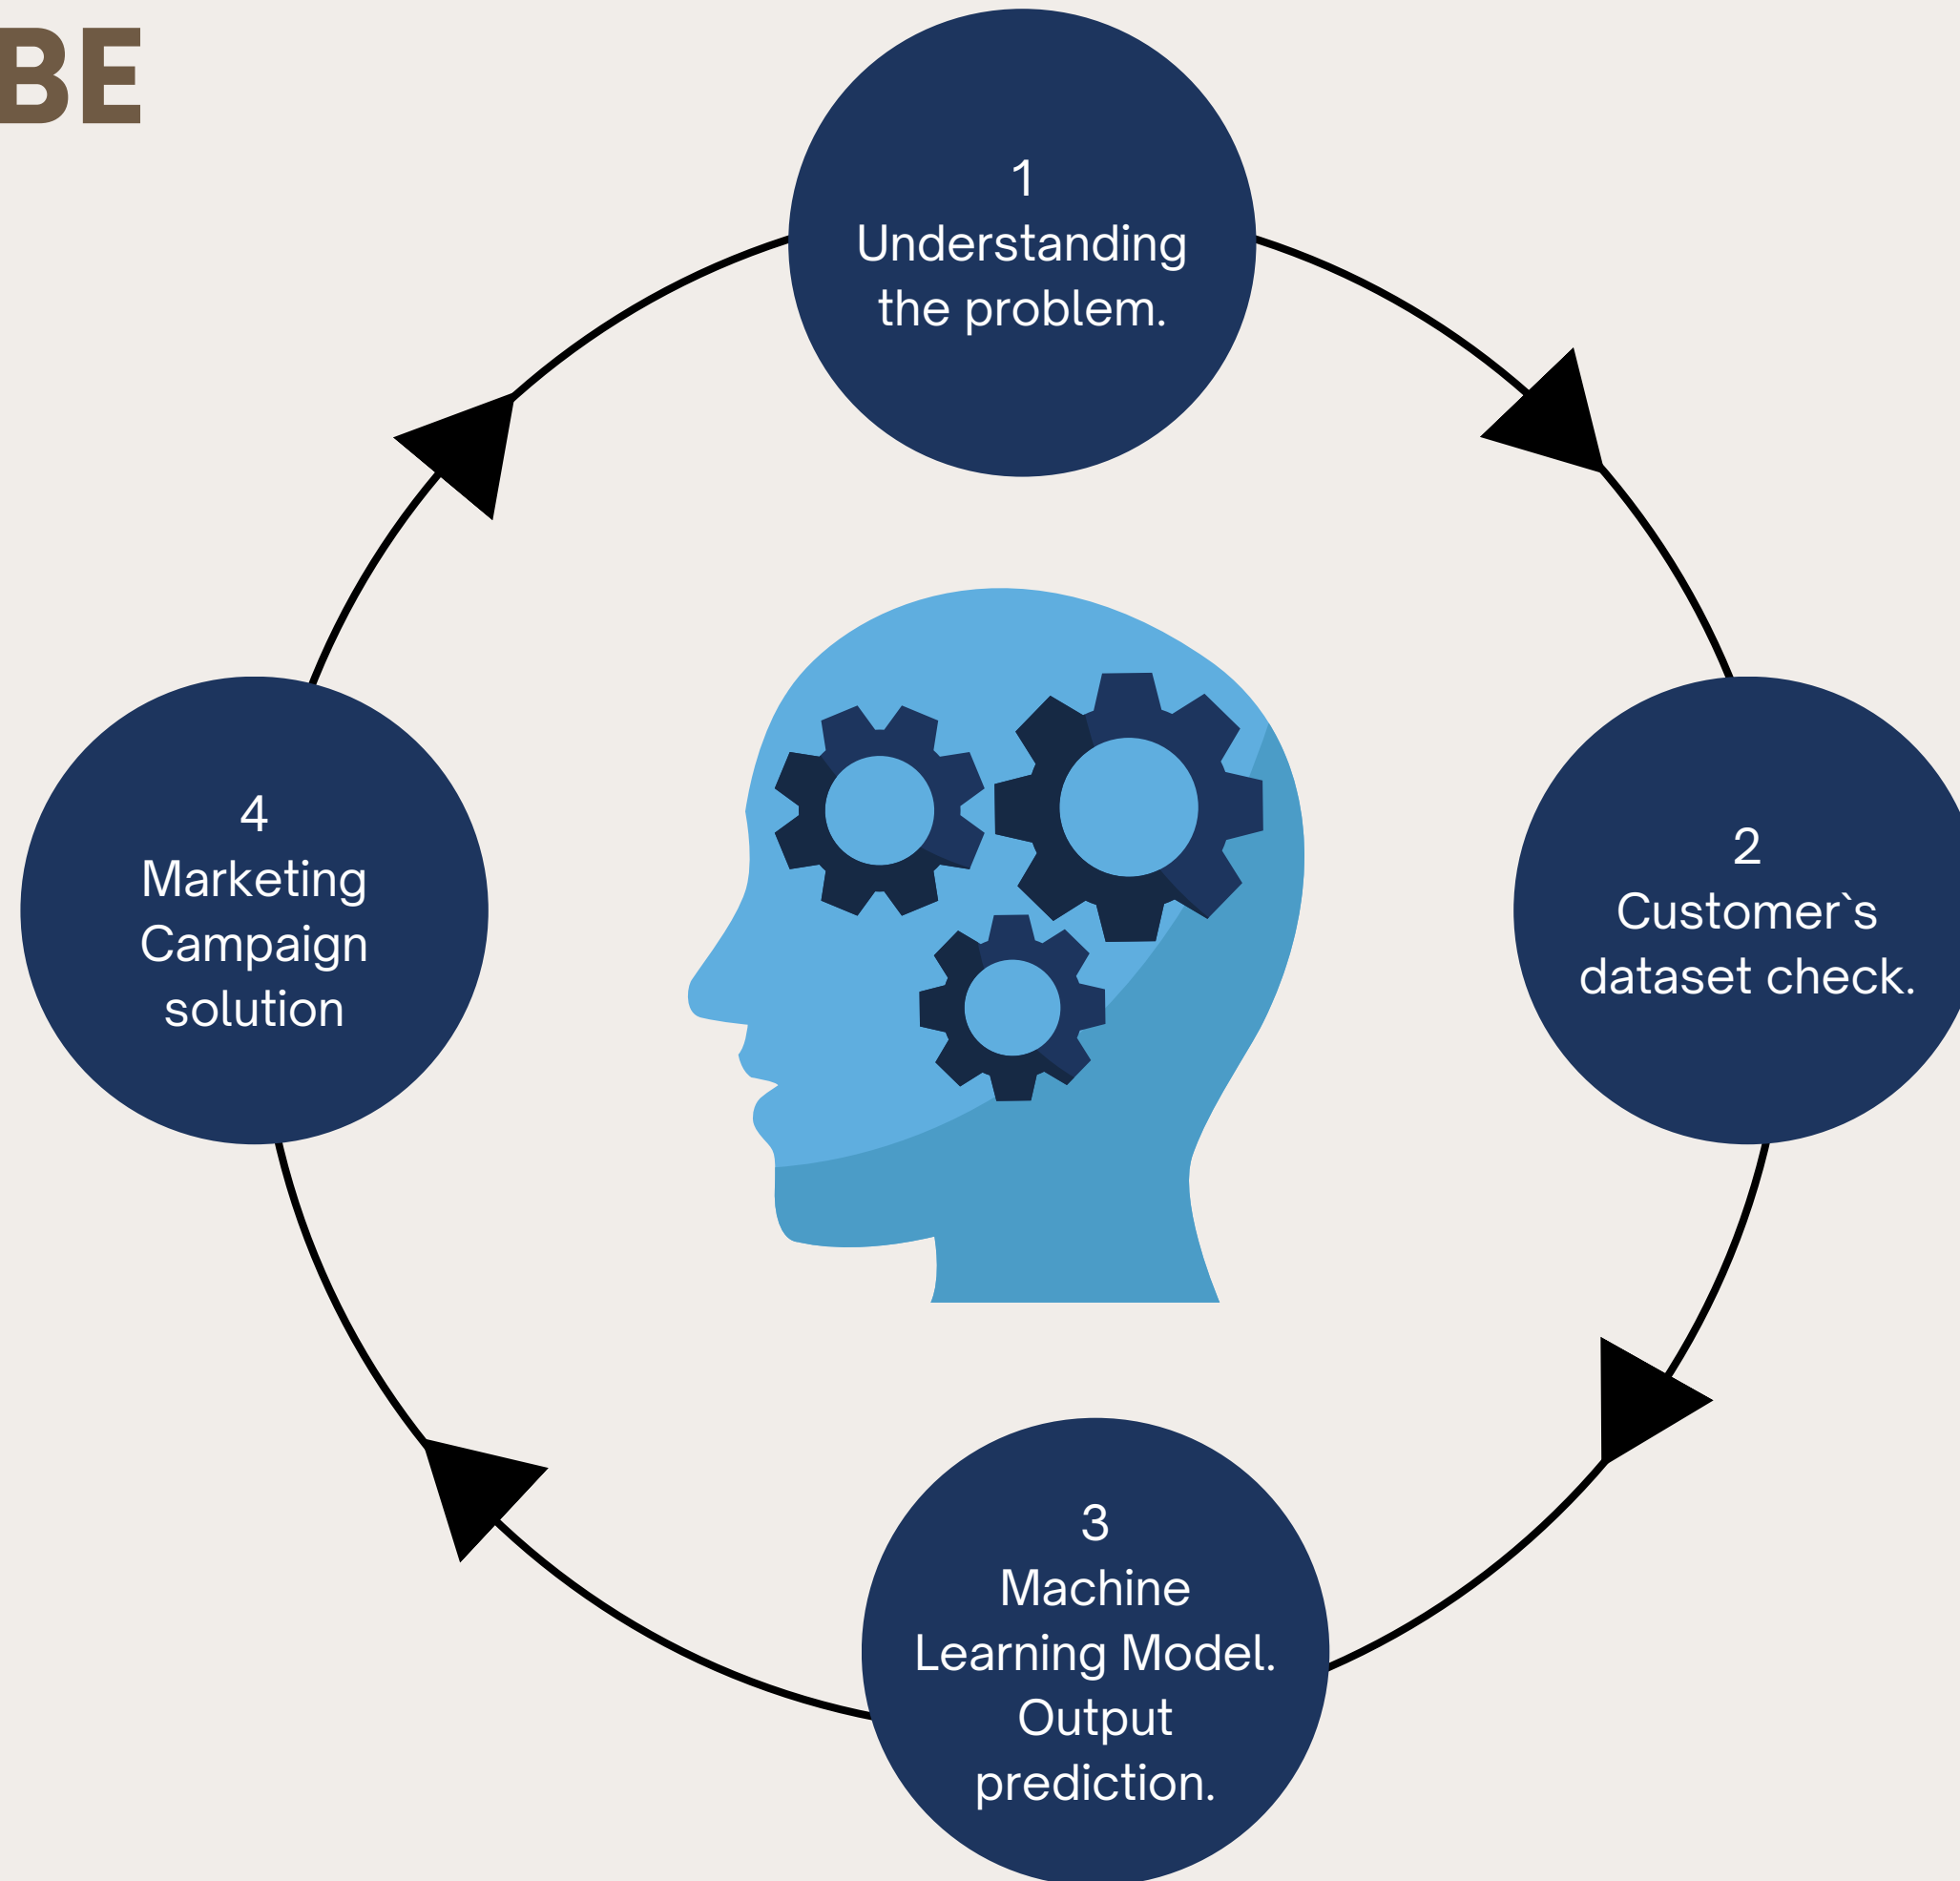 BE
1
Understanding
the problem.
2
Customer`s
dataset check.
3
Machine
Learning Model.
Output
prediction.
4
Marketing
Campaign
solution